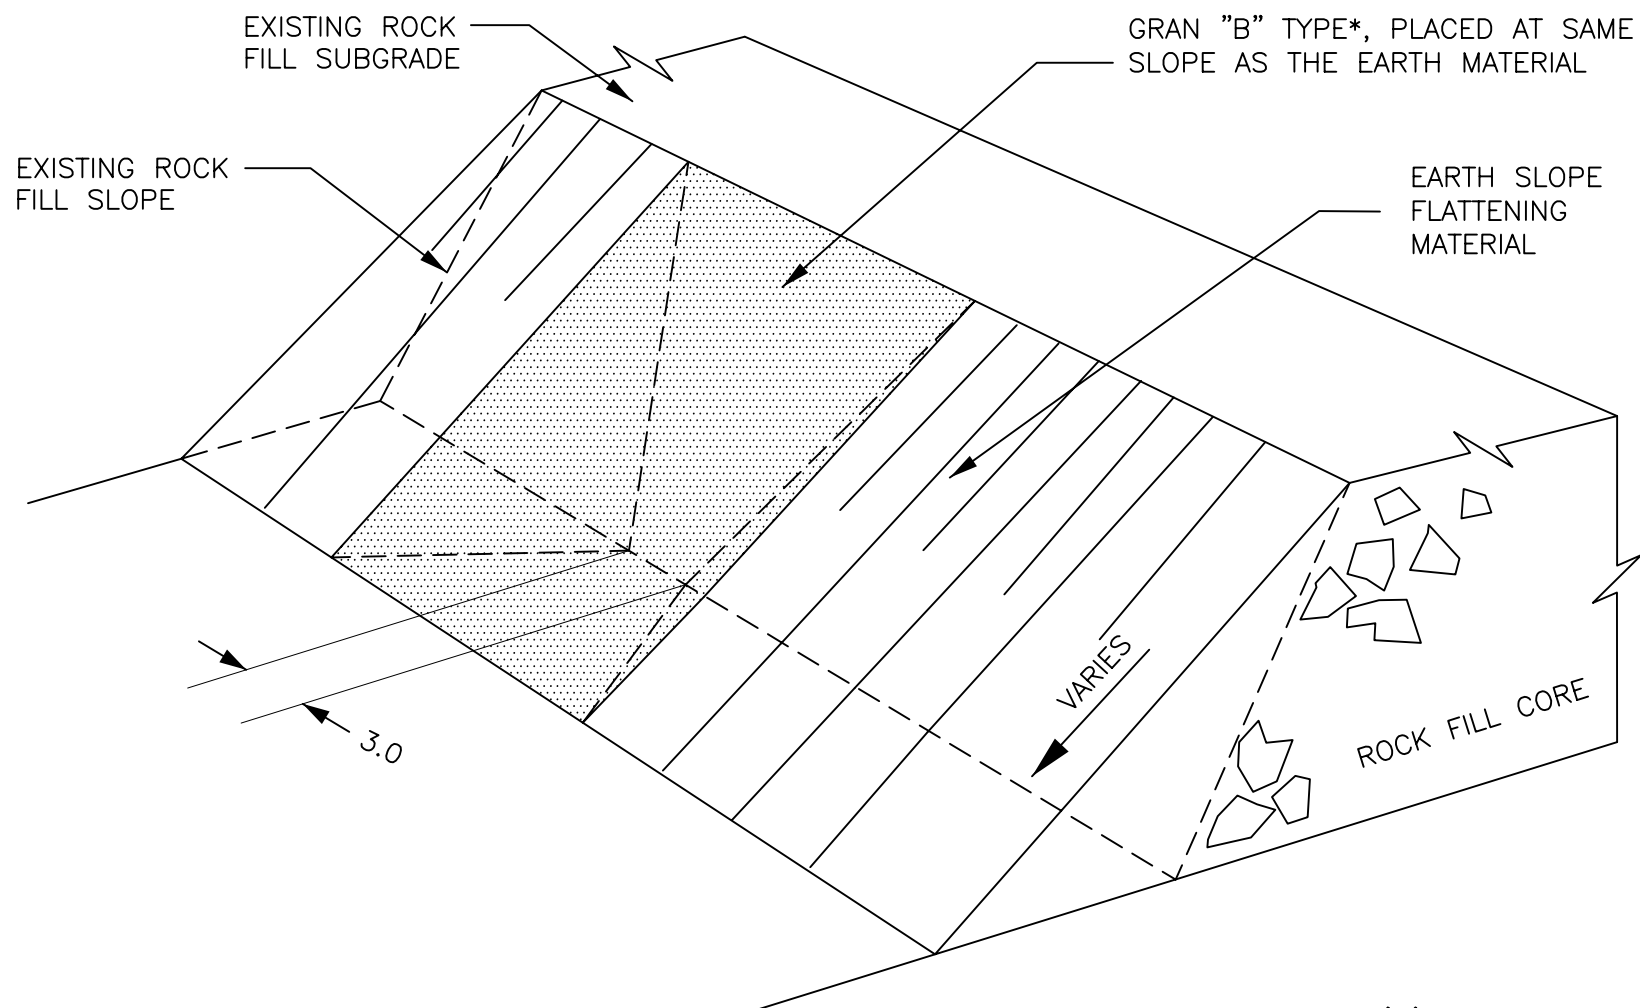 EXISTING ROCK
FILL SUBGRADE
GRAN "B" TYPE*, PLACED AT SAME
SLOPE AS THE EARTH MATERIAL
EXISTING ROCK
FILL SLOPE
EARTH SLOPE
FLATTENING
MATERIAL
VARIES
ROCK FILL CORE
3.0